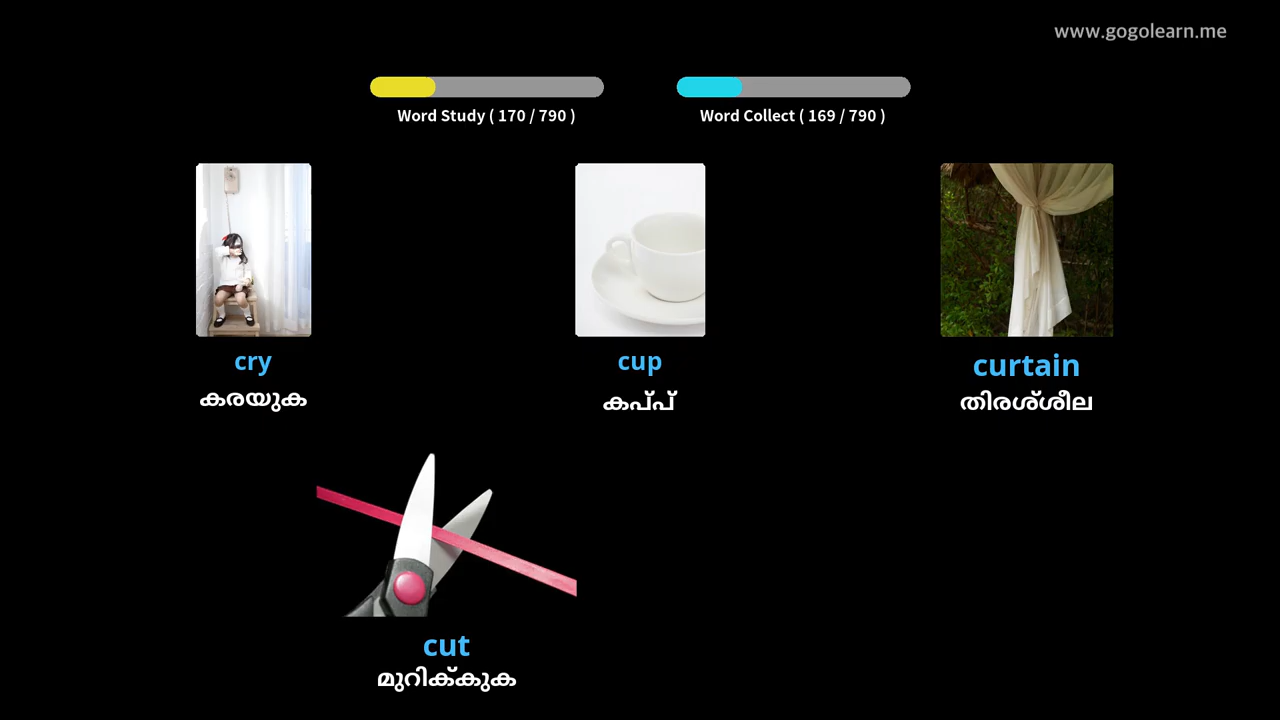 www.gogolearn.me
Word Study ( 170 / 790 )
Word Collect ( 169 / 790 )
cry
കരയുക
cup
കപ്പ്
curtain
തിരശ്ശീല
cut
മുറിക്കുക